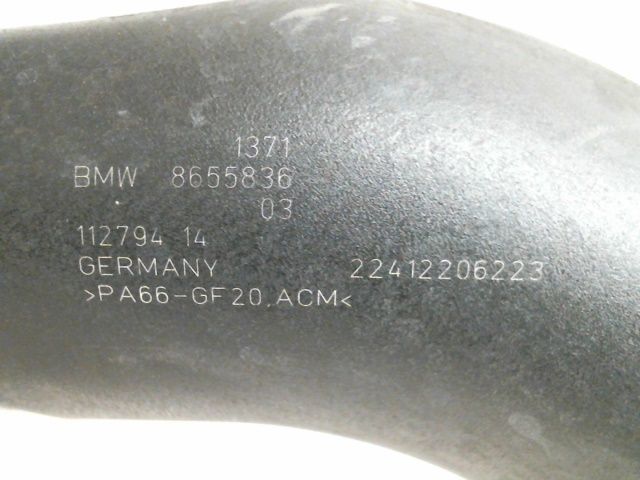 1371
BMW 8655836
03
112794 14
GERMANY 22412206223
>PA66-GF20.ACM<